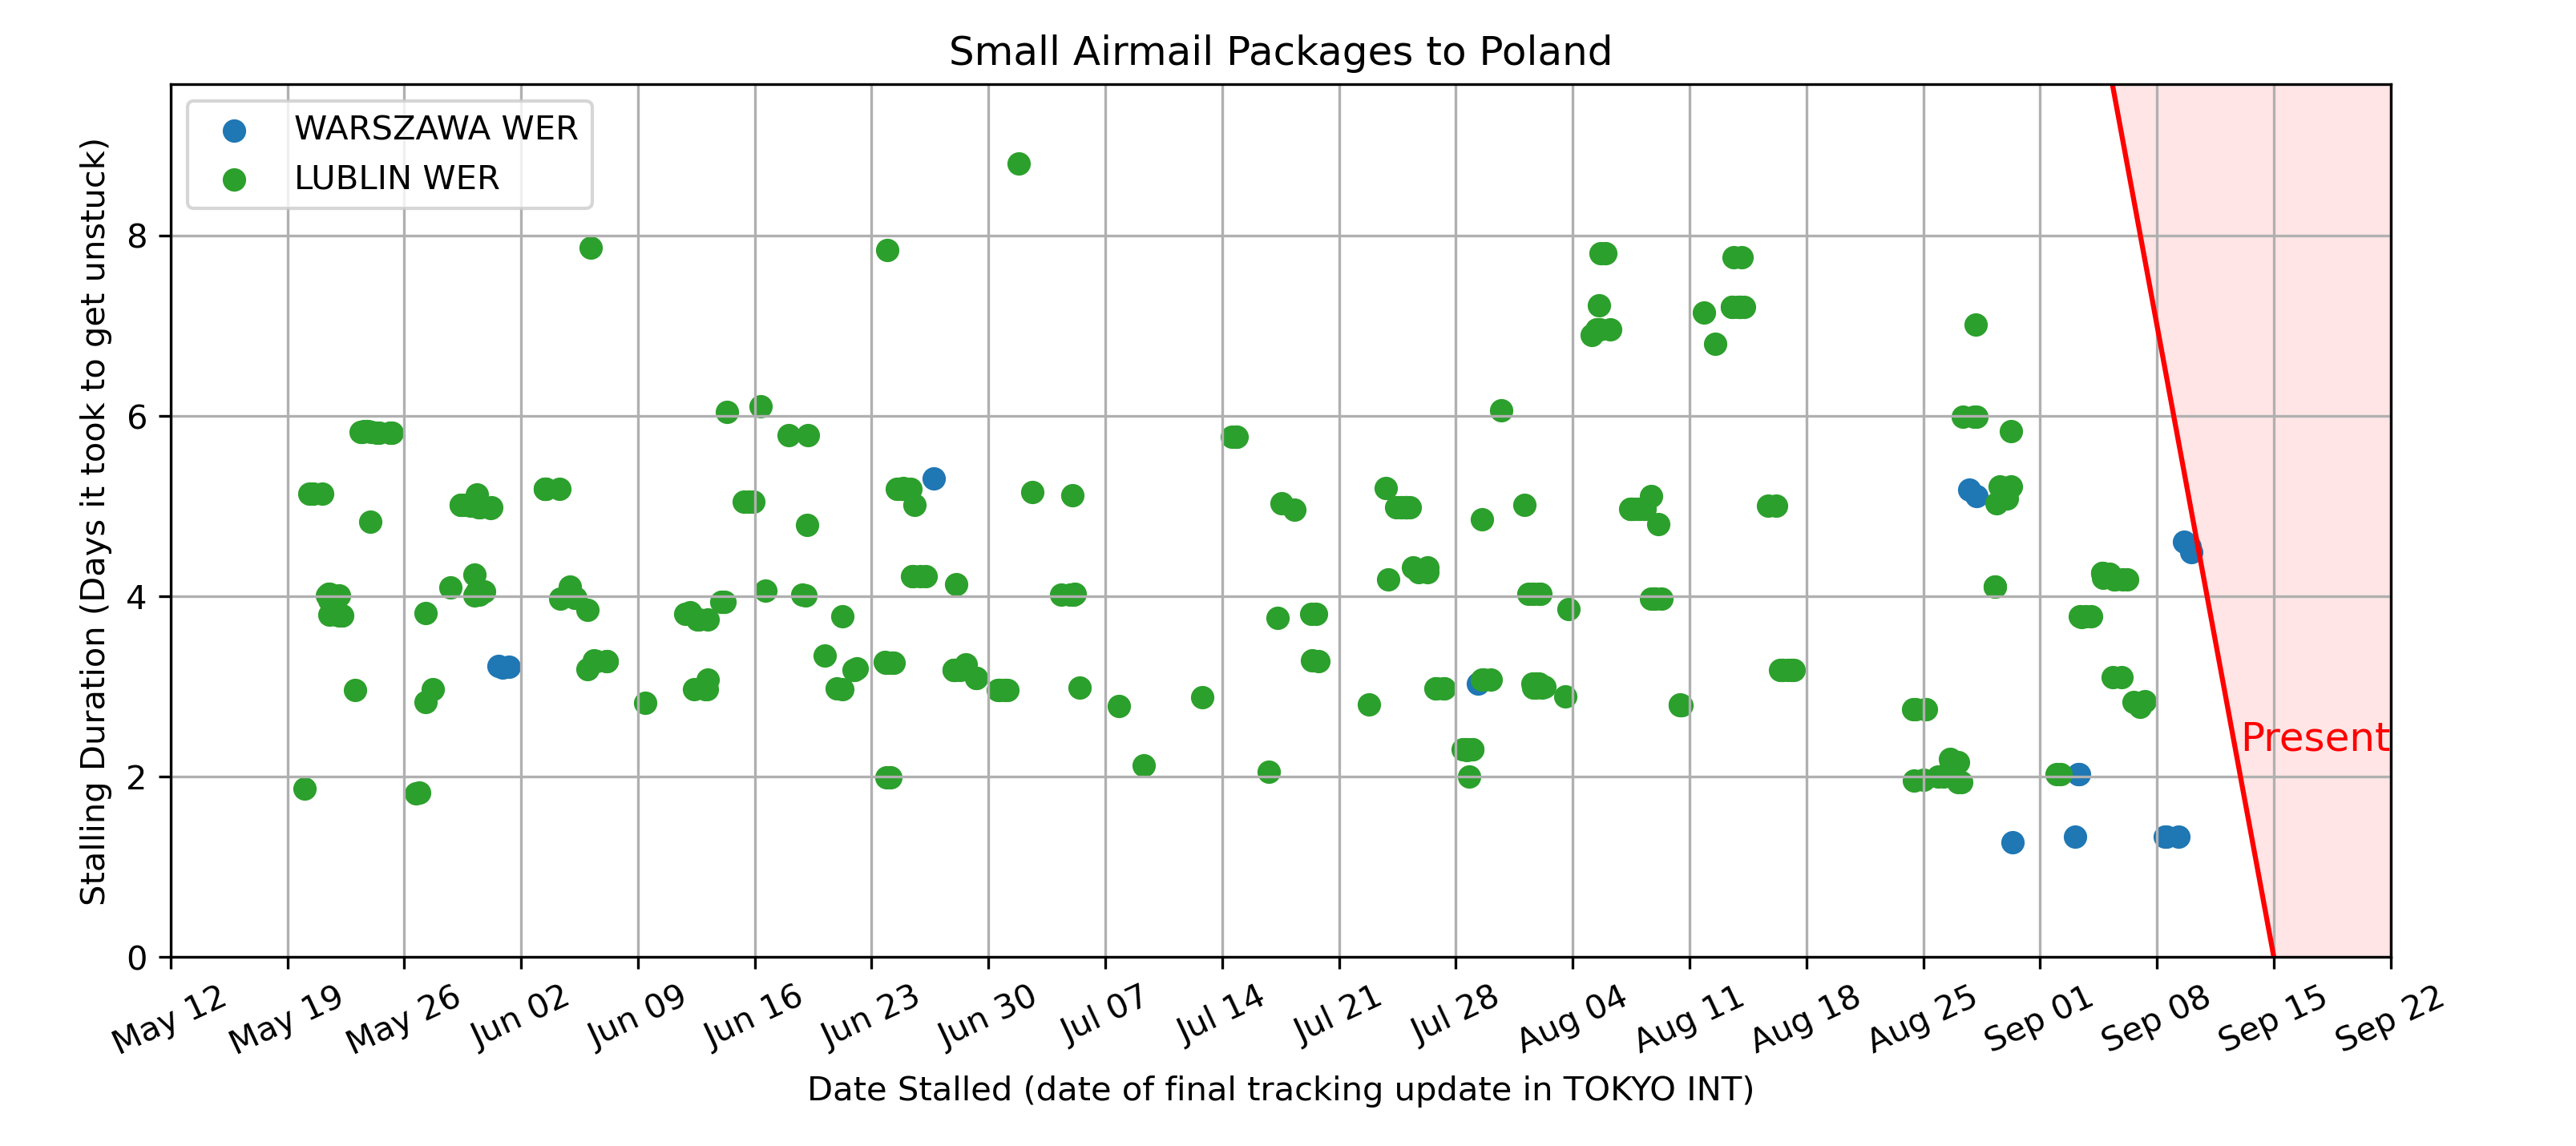 Small Airmail Packages to Poland
WARSZAWA WER
LUBLIN WER
Stalling Duration (Days it took to get unstuck)
8
6
4
2
0
Present
May 12
May 19
May 26
Jun 02
Jun 09
Jun 16
Jun 23
Jun 30
Jul 07
Jul 14
Jul 21
Jul 28
Aug 04
Aug 11
Aug 18
Aug 25
Sep 01
Sep 08
Sep 15
Sep 22
Date Stalled (date of final tracking update in TOKYO INT)